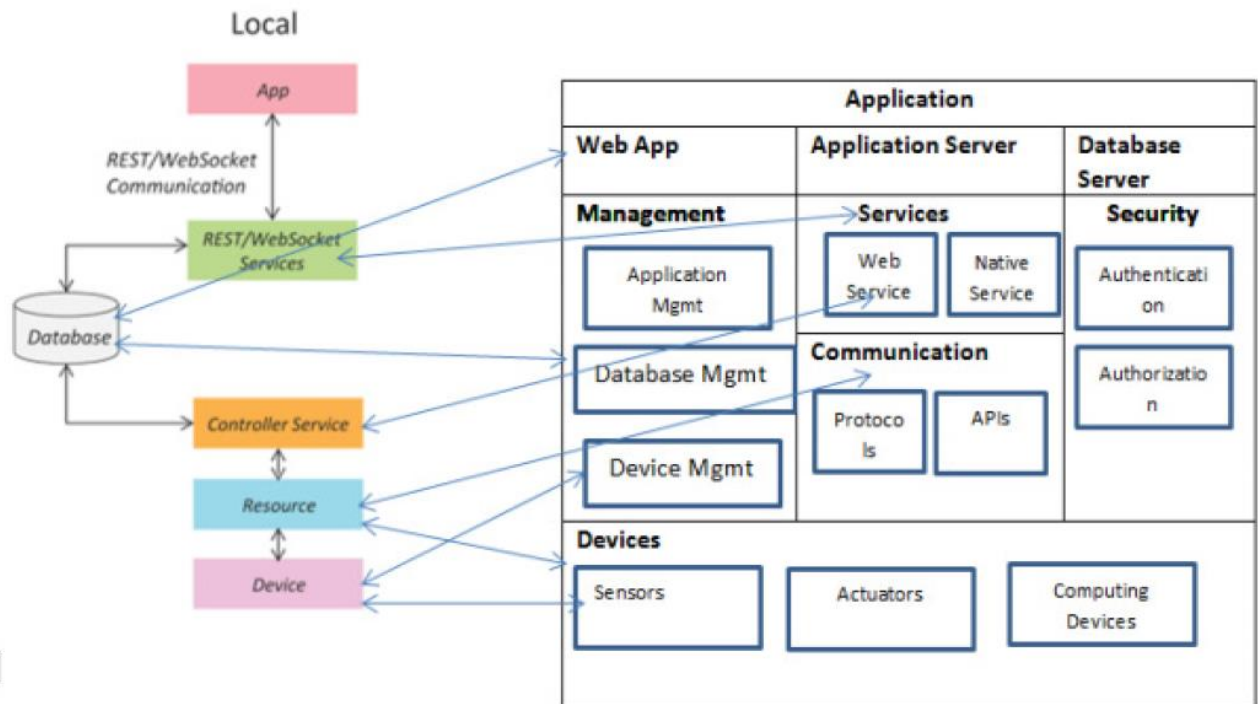 Local
App
REST/WebSocket
Communication
REST/WebSocket
Services
Database
Controller Service
Resource
Device
Application
Web App
Application Server
Database
Server
Management
Application
Mgmt
Database Mgmt
Device Mgmt
Services
Web
Service
Native
Service
Communication
Protoco
ls
APIs
Security
Authenticati
on
Authorizatio
n
Devices
Sensors
Actuators
Computing
Devices